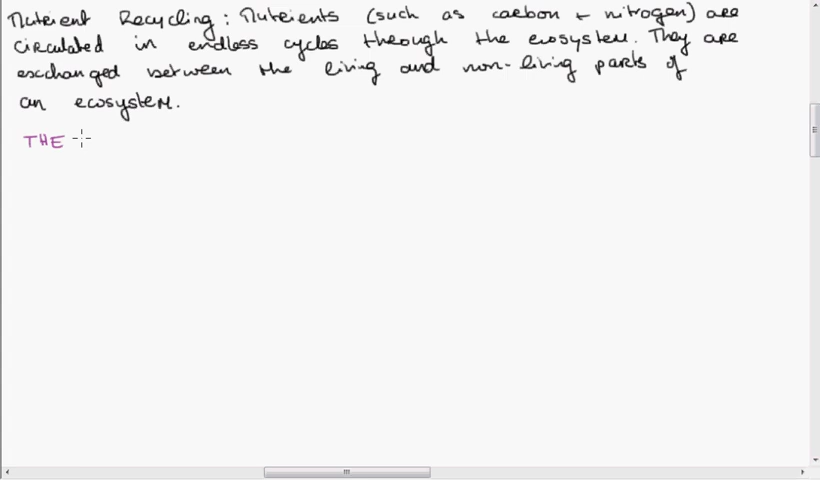 Nutrient Recycling: Nutrients (such as carbon + nitrogen) are
circulated in endless cycles through the ecosystem. They are
exchanged between the living and non-living parts of
an ecosystem.
THE